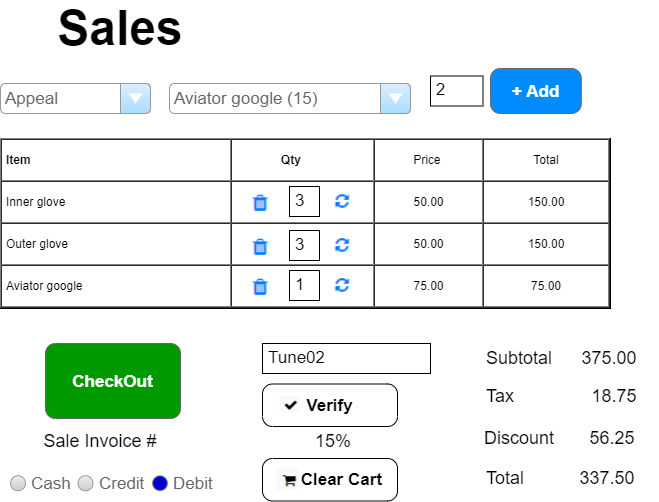 Sales
Appeal Aviator google (15) 2 + Add
Item Qty Price Total
Inner glove 3 50.00 150.00
Outer glove 3 50.00 150.00
Aviator google 1 75.00 75.00
Tune02 Subtotal 375.00
CheckOut Verify Tax 18.75
Sale Invoice # 15% Discount 56.25
Cash Credit Debit Clear Cart Total 337.50